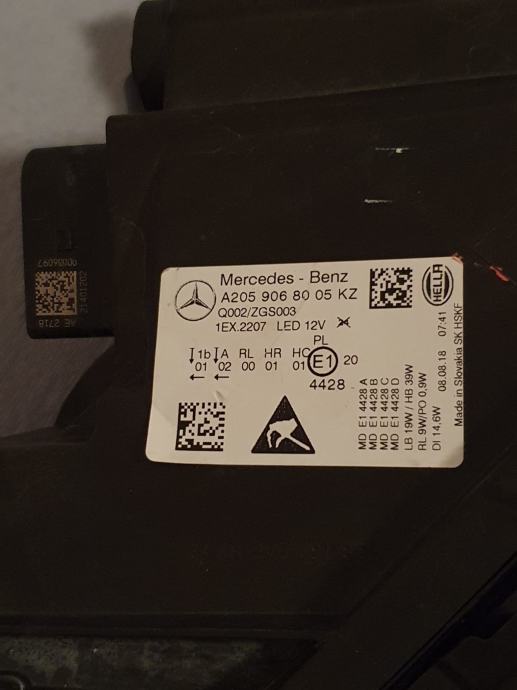 Mercedes - Benz
A205 906 80 05 KZ
Q002/ZGS003
1EX.2207 LED 12V
PL
1b A RL HR HC E1 20
01 02 00 01 01
4428
MD E1 4428 A
MD E1 4428 B
MD E1 4428 C
MD E1 4428 D
LB 19W / HB 39W
RL 9W/PO 0,9W
DI 14,6W 08.08.18 07:41
Made in Slovakia SK HSKF
HELLA
00006097
21401202
AE 2718